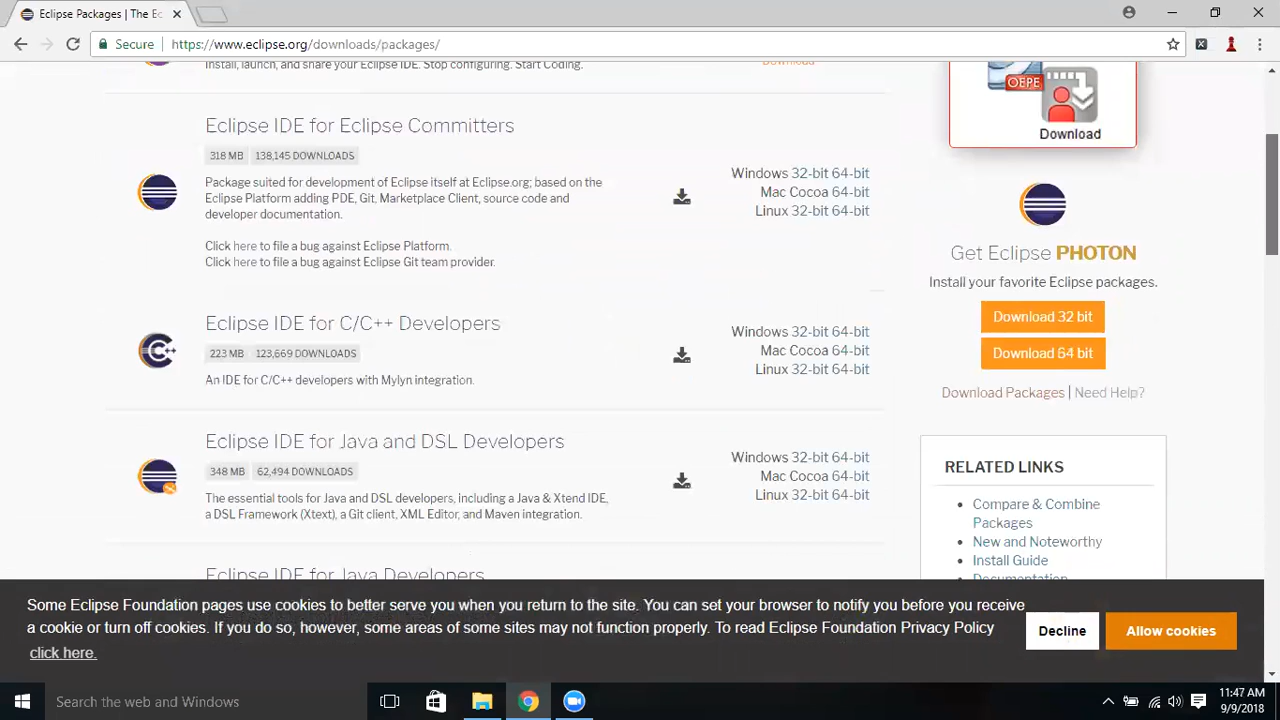 Eclipse Packages | The Ec
Secure
https://www.eclipse.org/downloads/packages/
Install, launch, and share your Eclipse IDE. Stop configuring. Start Coding.
Download
OEPE
Download
Eclipse IDE for Eclipse Committers
318 MB 138,145 DOWNLOADS
Package suited for development of Eclipse itself at Eclipse.org; based on the
Eclipse Platform adding PDE, Git, Marketplace Client, source code and
developer documentation.
Click here to file a bug against Eclipse Platform.
Click here to file a bug against Eclipse Git team provider.
Windows 32-bit 64-bit
Mac Cocoa 64-bit
Linux 32-bit 64-bit
Eclipse IDE for C/C++ Developers
223 MB 123,669 DOWNLOADS
An IDE for C/C++ developers with Mylyn integration.
Windows 32-bit 64-bit
Mac Cocoa 64-bit
Linux 32-bit 64-bit
Eclipse IDE for Java and DSL Developers
348 MB 62,494 DOWNLOADS
The essential tools for Java and DSL developers, including a Java & Xtend IDE,
a DSL Framework (Xtext), a Git client, XML Editor, and Maven integration.
Windows 32-bit 64-bit
Mac Cocoa 64-bit
Linux 32-bit 64-bit
Eclipse IDE for Java Developers
Get Eclipse PHOTON
Install your favorite Eclipse packages.
Download 32 bit
Download 64 bit
Download Packages | Need Help?
RELATED LINKS
Compare & Combine
Packages
New and Noteworthy
Install Guide
Documentation
Some Eclipse Foundation pages use cookies to better serve you when you return to the site. You can set your browser to notify you before you receive
a cookie or turn off cookies. If you do so, however, some areas of some sites may not function properly. To read Eclipse Foundation Privacy Policy
click here.
Decline
Allow cookies
Search the web and Windows
11:47 AM
9/9/2018